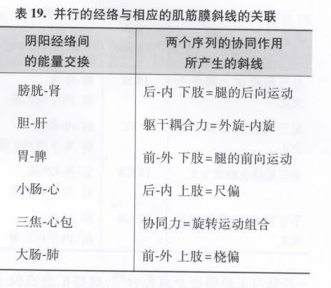 表 19. 并行的经络与相应的肌筋膜斜线的关联
阴阳经络间 两个序列的协同作用
的能量交换 所产生的斜线
膀胱-肾 后-内 下肢=腿的后向运动
胆-肝 躯干耦合力=外旋-内旋
胃-脾 前-外 下肢=腿的前向运动
小肠-心 后-内 上肢=尺偏
三焦-心包 协同力=旋转运动组合
大肠-肺 前-外 上肢=桡偏